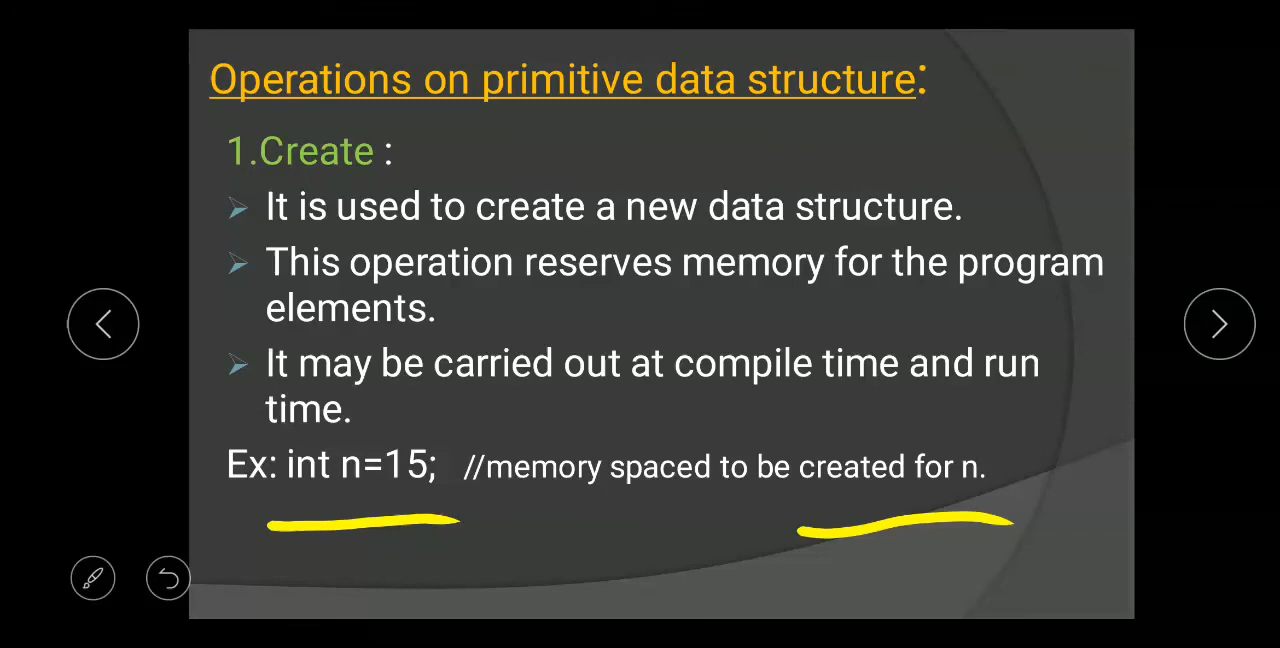 Operations on primitive data structure:
1.Create :
It is used to create a new data structure.
This operation reserves memory for the program
elements.
It may be carried out at compile time and run
time.
Ex: int n=15; //memory spaced to be created for n.